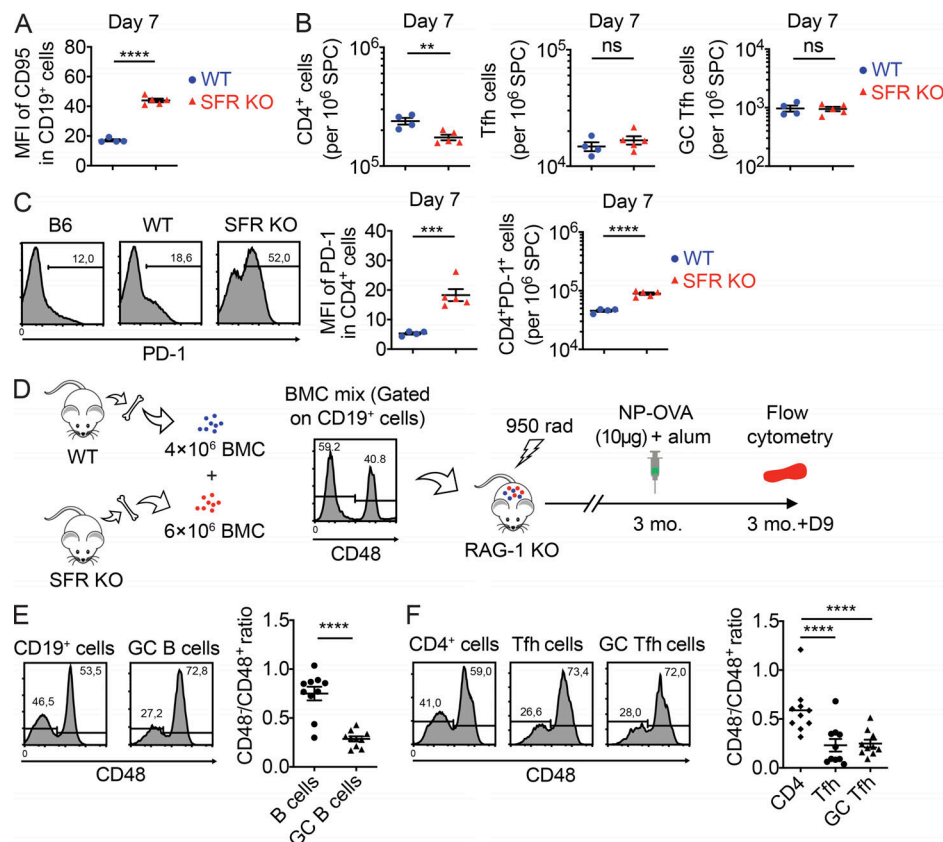 A
Day 7
MFI of CD95
in CD19⁺ cells
80
60
40
20
0
****
WT
SFR KO
B
Day 7
CD4⁺ cells
(per 10⁶ SPC)
10⁶
10⁵
**
Day 7
Tfh cells
(per 10⁶ SPC)
10⁵
10⁴
ns
Day 7
GC Tfh cells
(per 10⁶ SPC)
10⁴
10³
10²
ns
WT
SFR KO
C
B6
WT
SFR KO
12,0
18,6
52,0
0
PD-1
Day 7
MFI of PD-1
in CD4⁺ cells
40
30
20
10
0
***
Day 7
CD4⁺PD-1⁺ cells
(per 10⁶ SPC)
10⁶
10⁵
10⁴
****
WT
SFR KO
D
WT
4×10⁶ BMC
+
6×10⁶ BMC
SFR KO
BMC mix (Gated
on CD19⁺ cells)
59,2
40.8
CD48
950 rad
RAG-1 KO
NP-OVA
(10µg) + alum
3 mo.
Flow
cytometry
3 mo.+D9
E
CD19⁺ cells
GC B cells
53,5
46,5
72,8
27,2
0
CD48
CD48⁻/CD48⁺ ratio
1.5
1.0
0.5
0.0
****
B cells
GC B cells
F
CD4⁺ cells
Tfh cells
GC Tfh cells
59,0
41,0
73,4
26,6
72,0
28,0
0
CD48
CD48⁻/CD48⁺ ratio
1.5
1.0
0.5
0.0
****
****
CD4
Tfh
GC Tfh